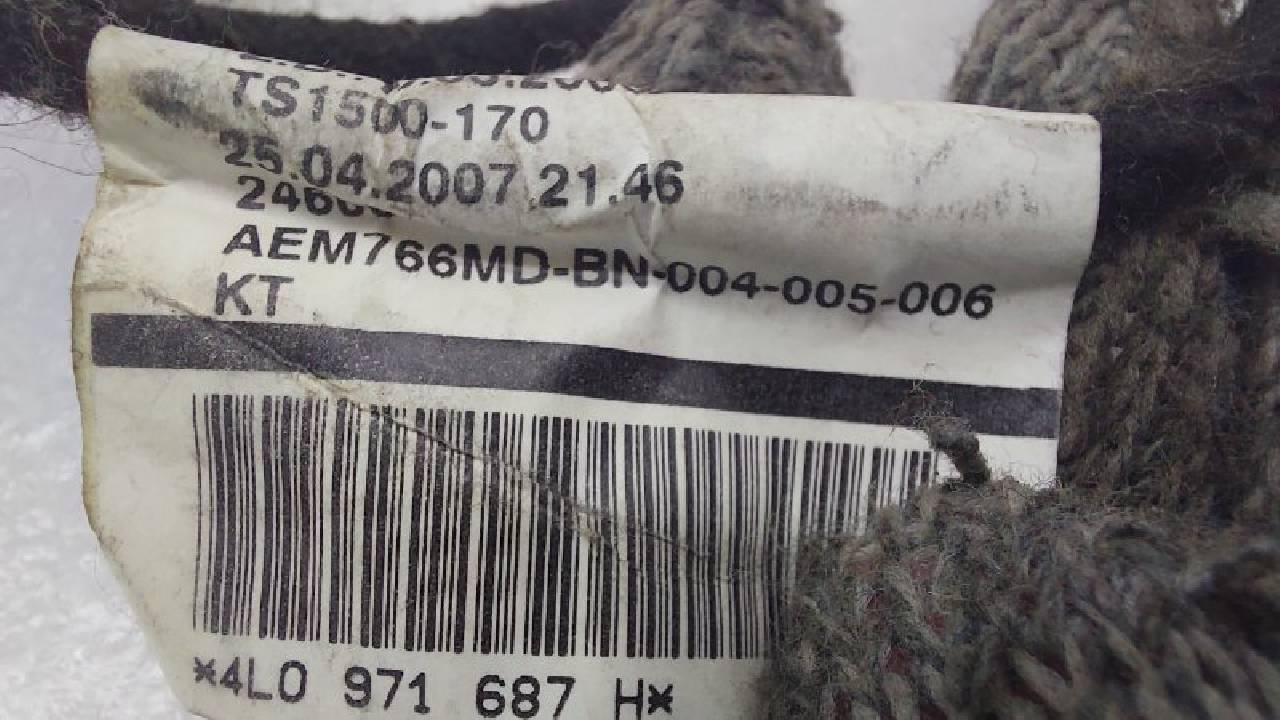 TS1500-170
25.04.2007 21.46
AEM766MD-BN-004-005-006
KT
*4L0 971 687 H*